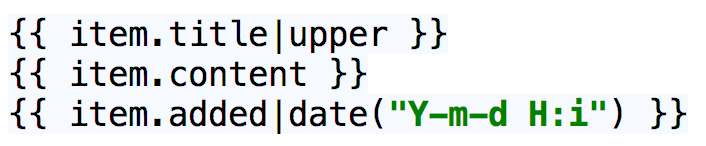 {{ item.title|upper }}
{{ item.content }}
{{ item.added|date("Y-m-d H:i") }}